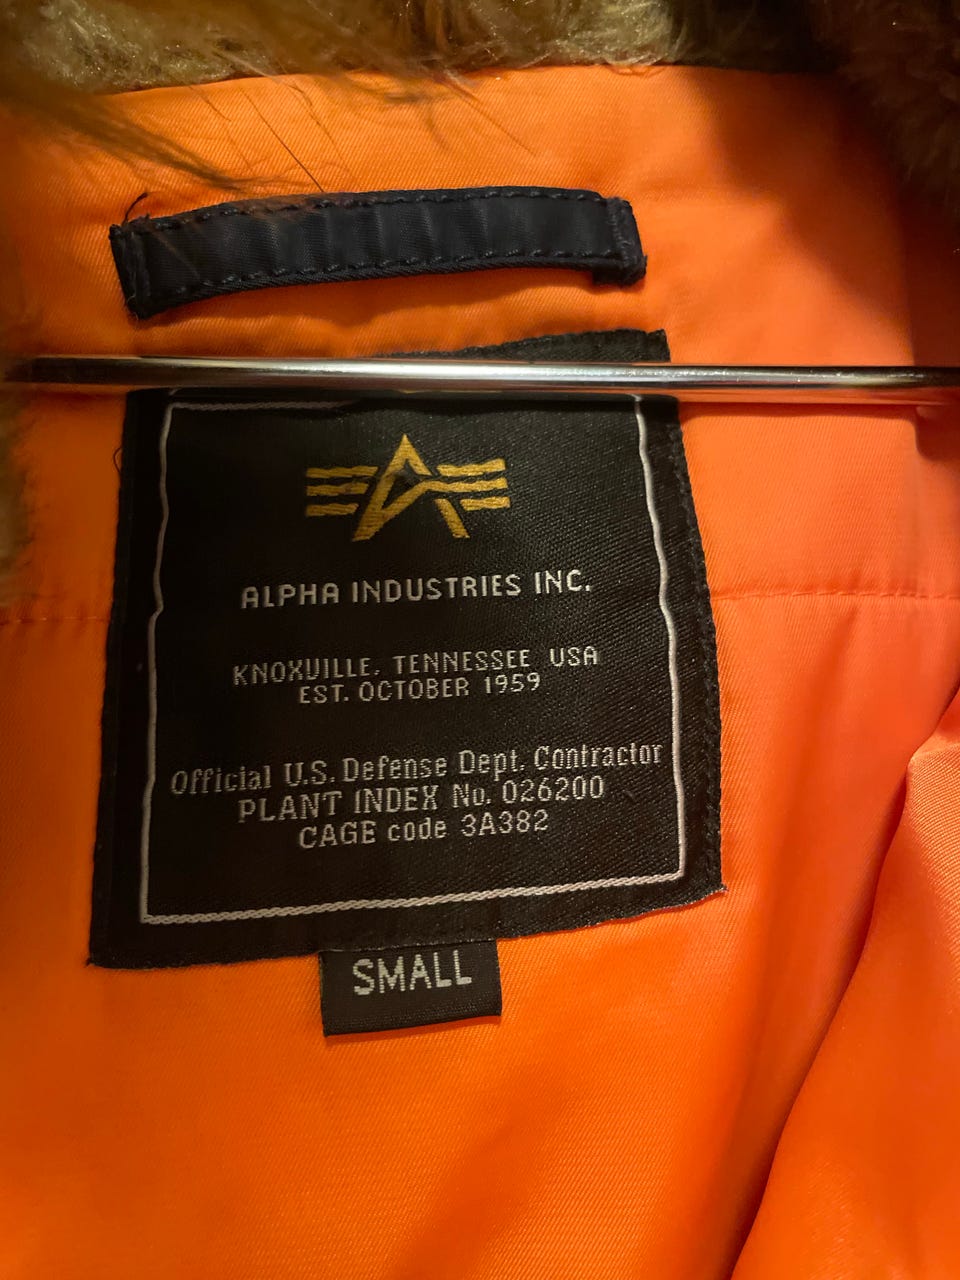 ALPHA INDUSTRIES INC.
KNOXVILLE, TENNESSEE USA
EST. OCTOBER 1959
Official U.S. Defense Dept. Contractor
PLANT INDEX No. 026200
CAGE code 3A382
SMALL